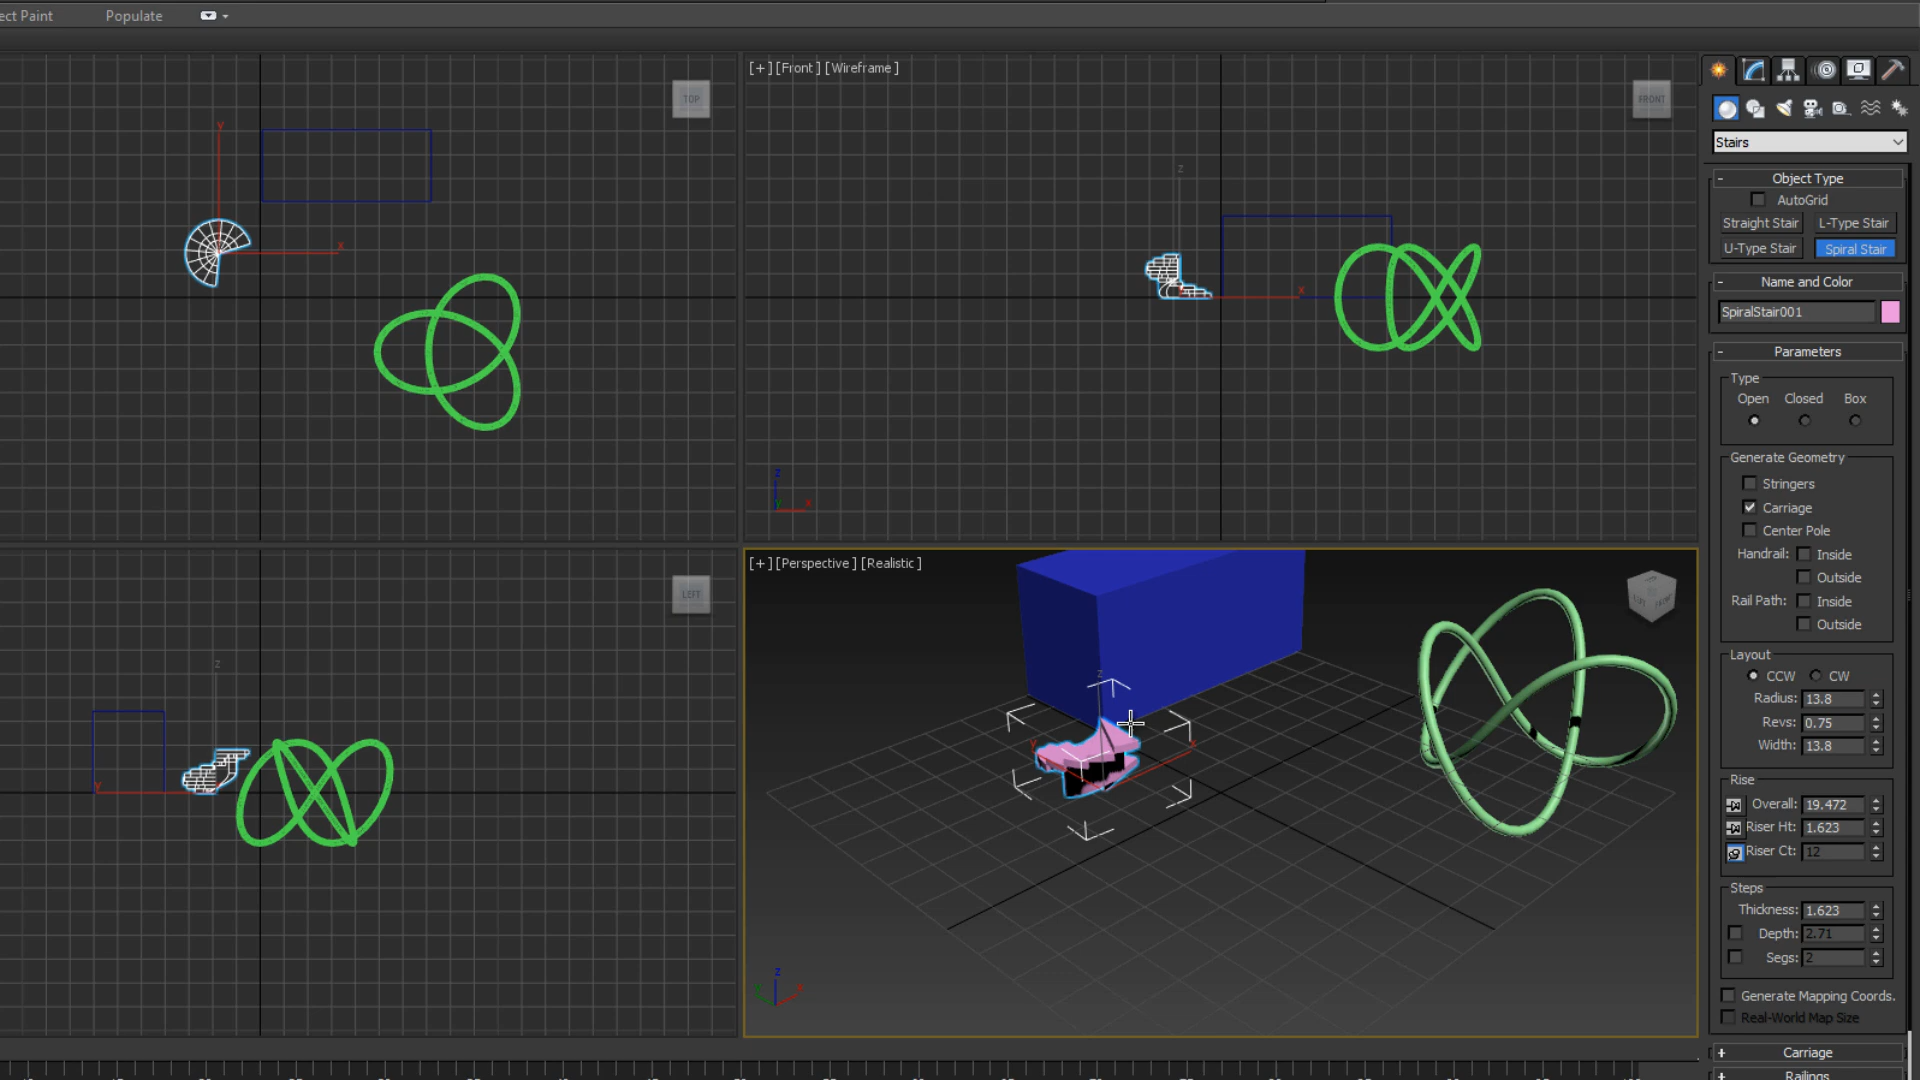 ect Paint
Populate
[+][Front][Wireframe]
TOP
FRONT
y
x
z
x
z
x
Stairs
- Object Type
AutoGrid
Straight Stair L-Type Stair
U-Type Stair Spiral Stair
- Name and Color
SpiralStair001
- Parameters
Type
Open Closed Box
Generate Geometry
Stringers
Carriage
Center Pole
Handrail: Inside
Outside
Rail Path: Inside
Outside
Layout
CCW CW
Radius: 13.8
Revs: 0.75
Width: 13.8
Rise
Overall: 19.472
Riser Ht: 1.623
Riser Ct: 12
Steps
Thickness: 1.623
Depth: 2.71
Segs: 2
Generate Mapping Coords.
Real-World Map Size
+ Carriage
+ Railings
LEFT
z
y
[+][Perspective][Realistic]
z
y
x
z